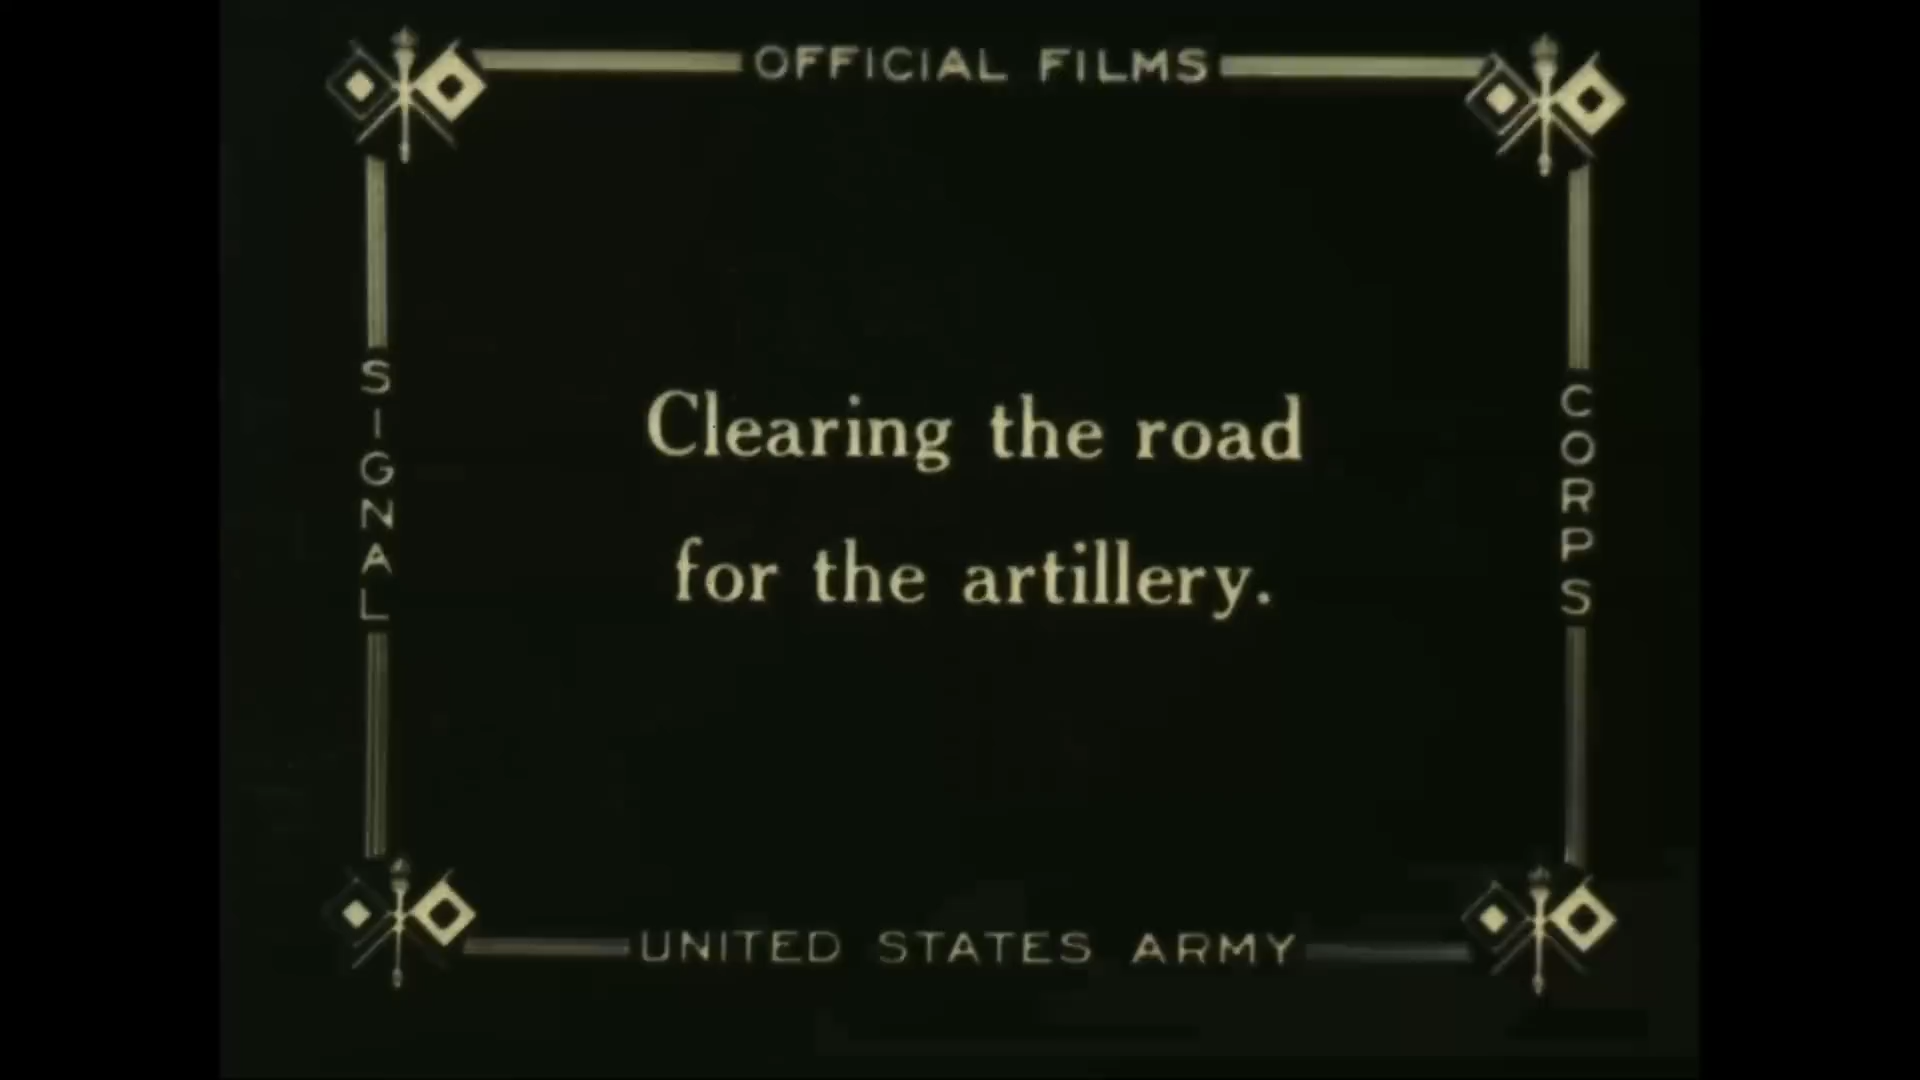 OFFICIAL FILMS
SIGNAL
CORPS
Clearing the road
for the artillery.
UNITED STATES ARMY